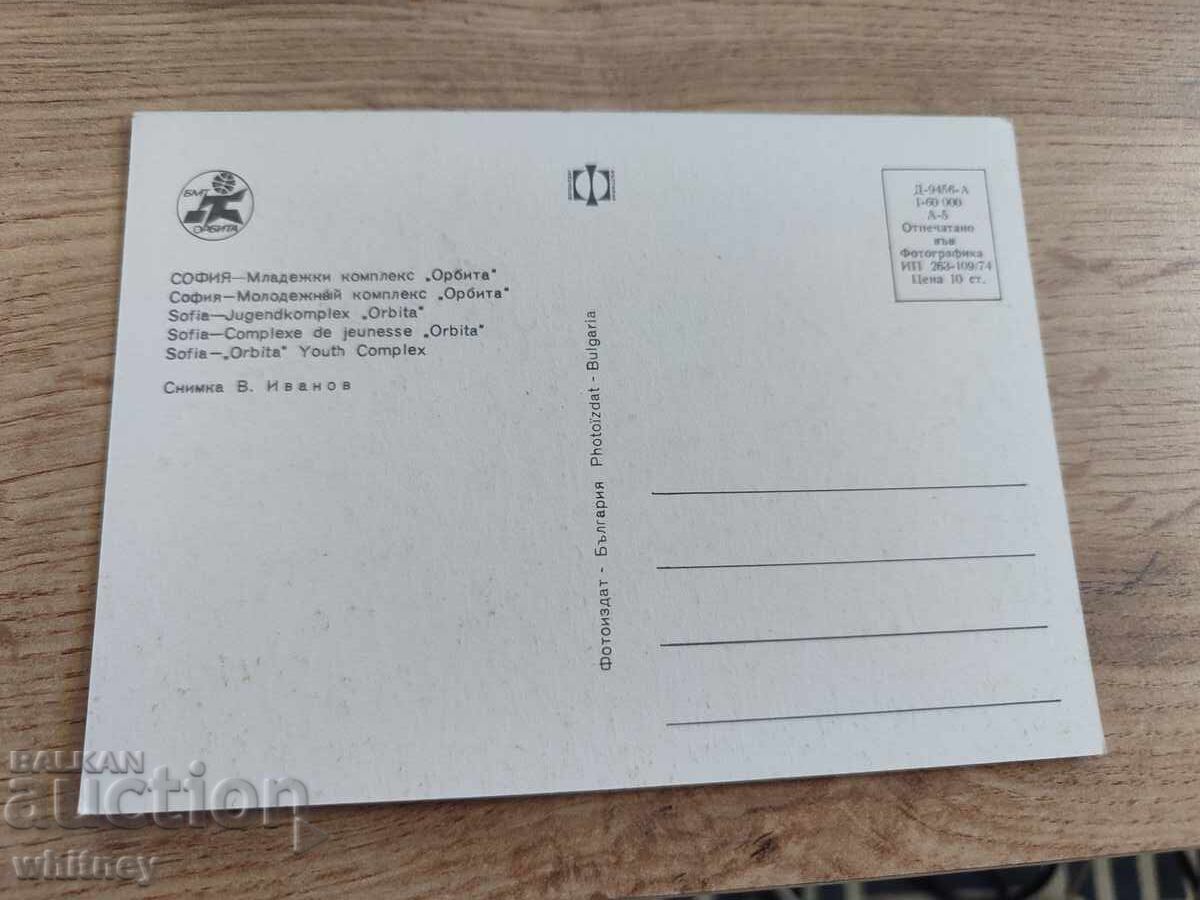 БМТ
ОРБИТА
СОФИЯ—Младежки комплекс „Орбита"
София—Молодежный комплекс „Орбита"
Sofia—Jugendkomplex „Orbita"
Sofia—Complexe de jeunesse „Orbita"
Sofia—„Orbita" Youth Complex
Снимка В. Иванов
Фотоиздат - България Photoïzdat - Bulgaria
Д-9456-А
1-60 000
А-5
Отпечатано
във
Фотографика
ИП 263-109/74
Цена 10 ст.
BALKAN
auction
whitney